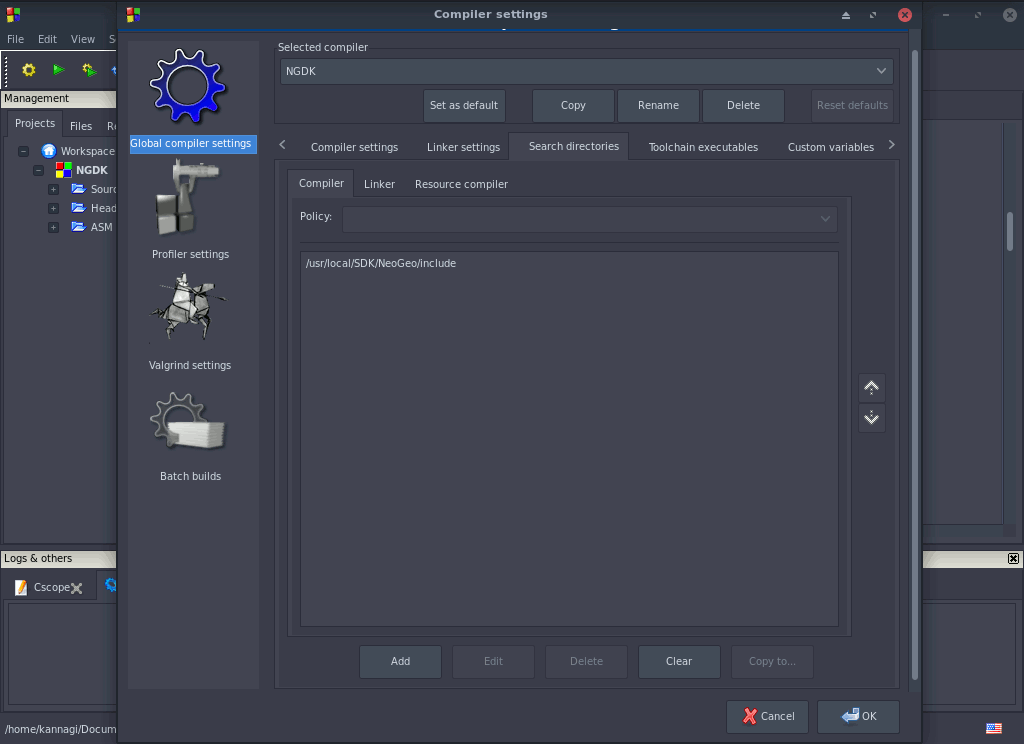 Compiler settings
File Edit View
Management
Projects Files
Workspace
NGDK
ASM
Logs & others
Cscope
Global compiler settings
Profiler settings
Valgrind settings
Batch builds
Selected compiler
NGDK
Set as default Copy Rename Delete Reset defaults
Compiler settings Linker settings Search directories Toolchain executables Custom variables
Compiler Linker Resource compiler
Policy:
/usr/local/SDK/NeoGeo/include
Add Edit Delete Clear Copy to...
Cancel OK
/home/kannagi/Docum